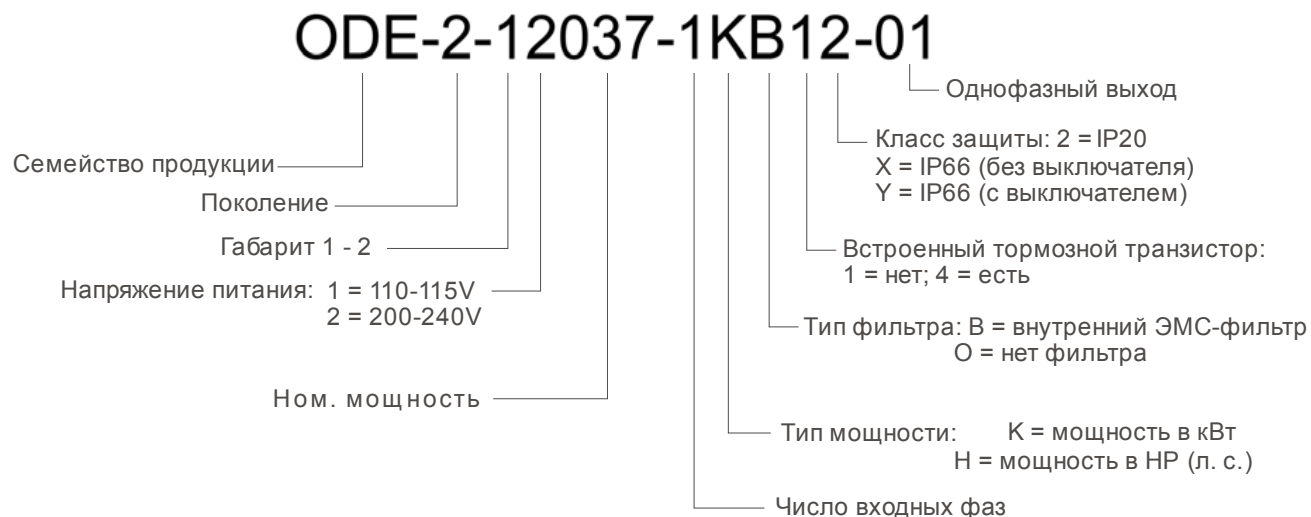 ODE-2-12037-1KB12-01
Однофазный выход
Класс защиты: 2 = IP20
X = IP66 (без выключателя)
Y = IP66 (с выключателем)
Семейство продукции
Поколение
Габарит 1 - 2
Встроенный тормозной транзистор:
1 = нет; 4 = есть
Напряжение питания: 1 = 110-115V
2 = 200-240V
Тип фильтра: B = внутренний ЭМС-фильтр
O = нет фильтра
Ном. мощность
Тип мощности: K = мощность в кВт
H = мощность в HP (л. с.)
Число входных фаз